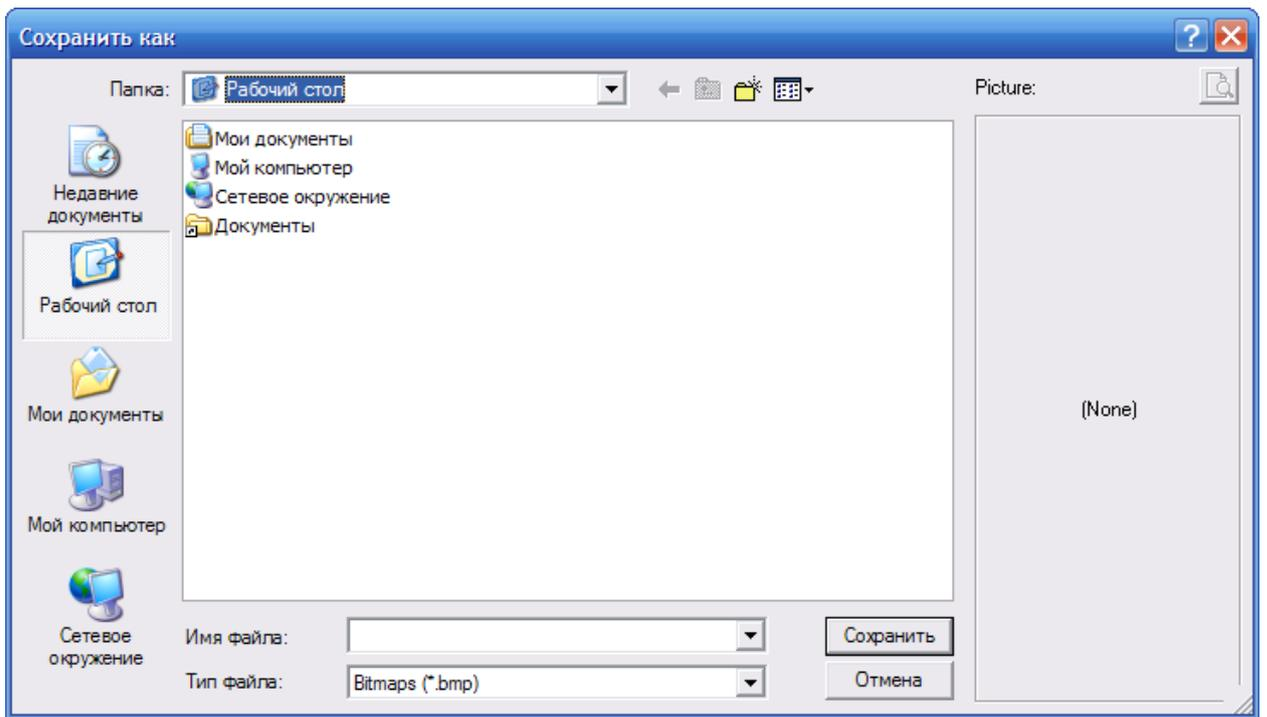 Сохранить как
Папка:
Рабочий стол
Picture:
Недавние
документы
Рабочий стол
Мои документы
Мой компьютер
Сетевое
окружение
Мои документы
Мой компьютер
Сетевое окружение
Документы
(None)
Имя файла:
Сохранить
Тип файла:
Bitmaps (*.bmp)
Отмена